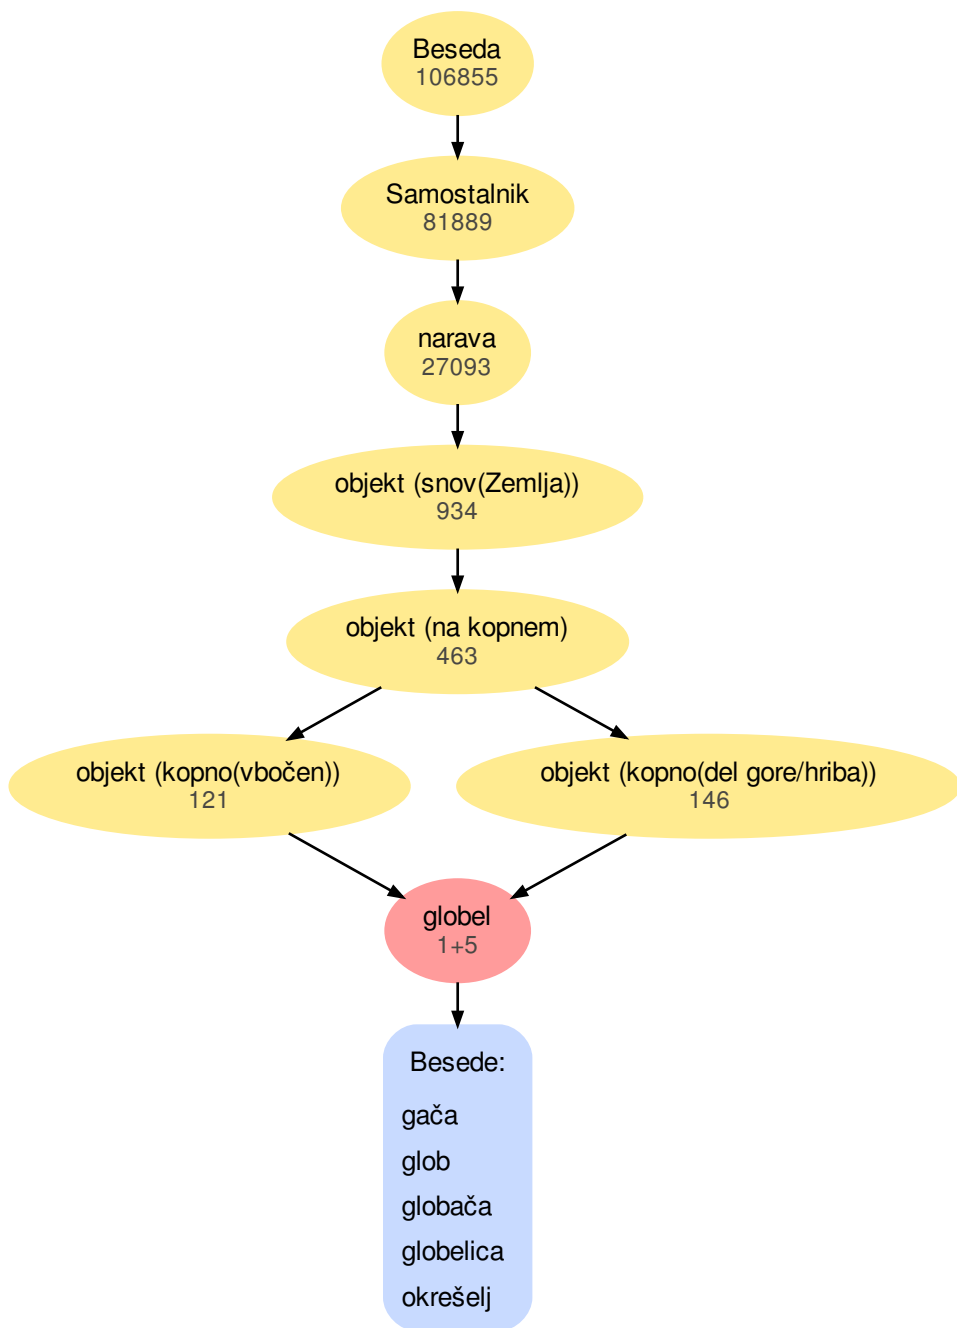 Beseda
106855
Samostalnik
81889
narava
27093
objekt (snov(Zemlja))
934
objekt (na kopnem)
463
objekt (kopno(vbočen))
121
objekt (kopno(del gore/hriba))
146
globel
1+5
Besede:
gača
glob
globača
globelica
okrešelj